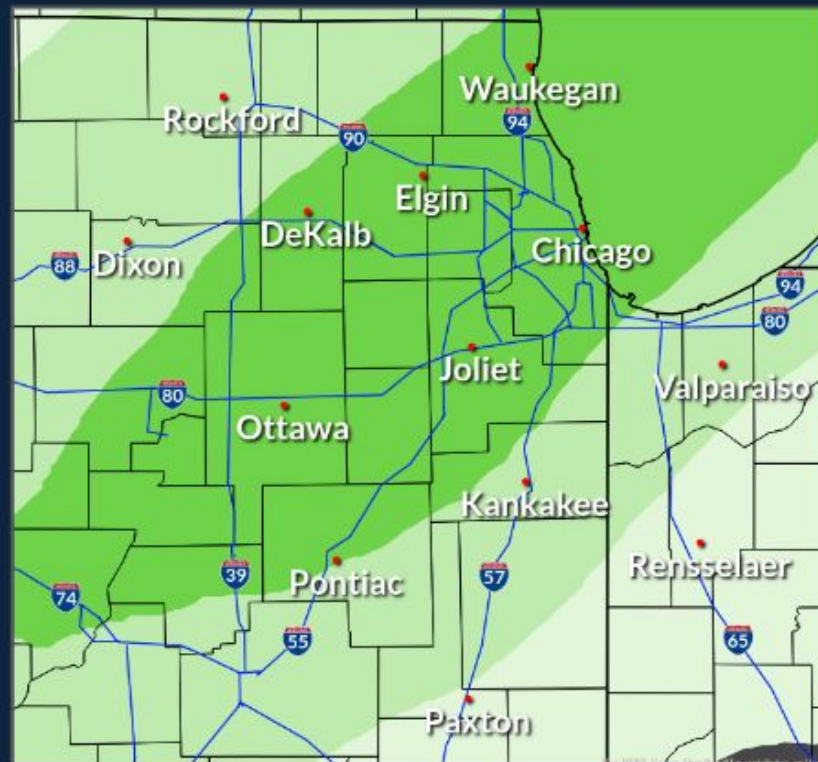 Waukegan
94
Rockford
90
Elgin
DeKalb
Chicago
88
Dixon
94
80
Joliet
80
Valparaiso
Ottawa
Kankakee
39
Pontiac
57
Rensselaer
74
55
65
Paxton